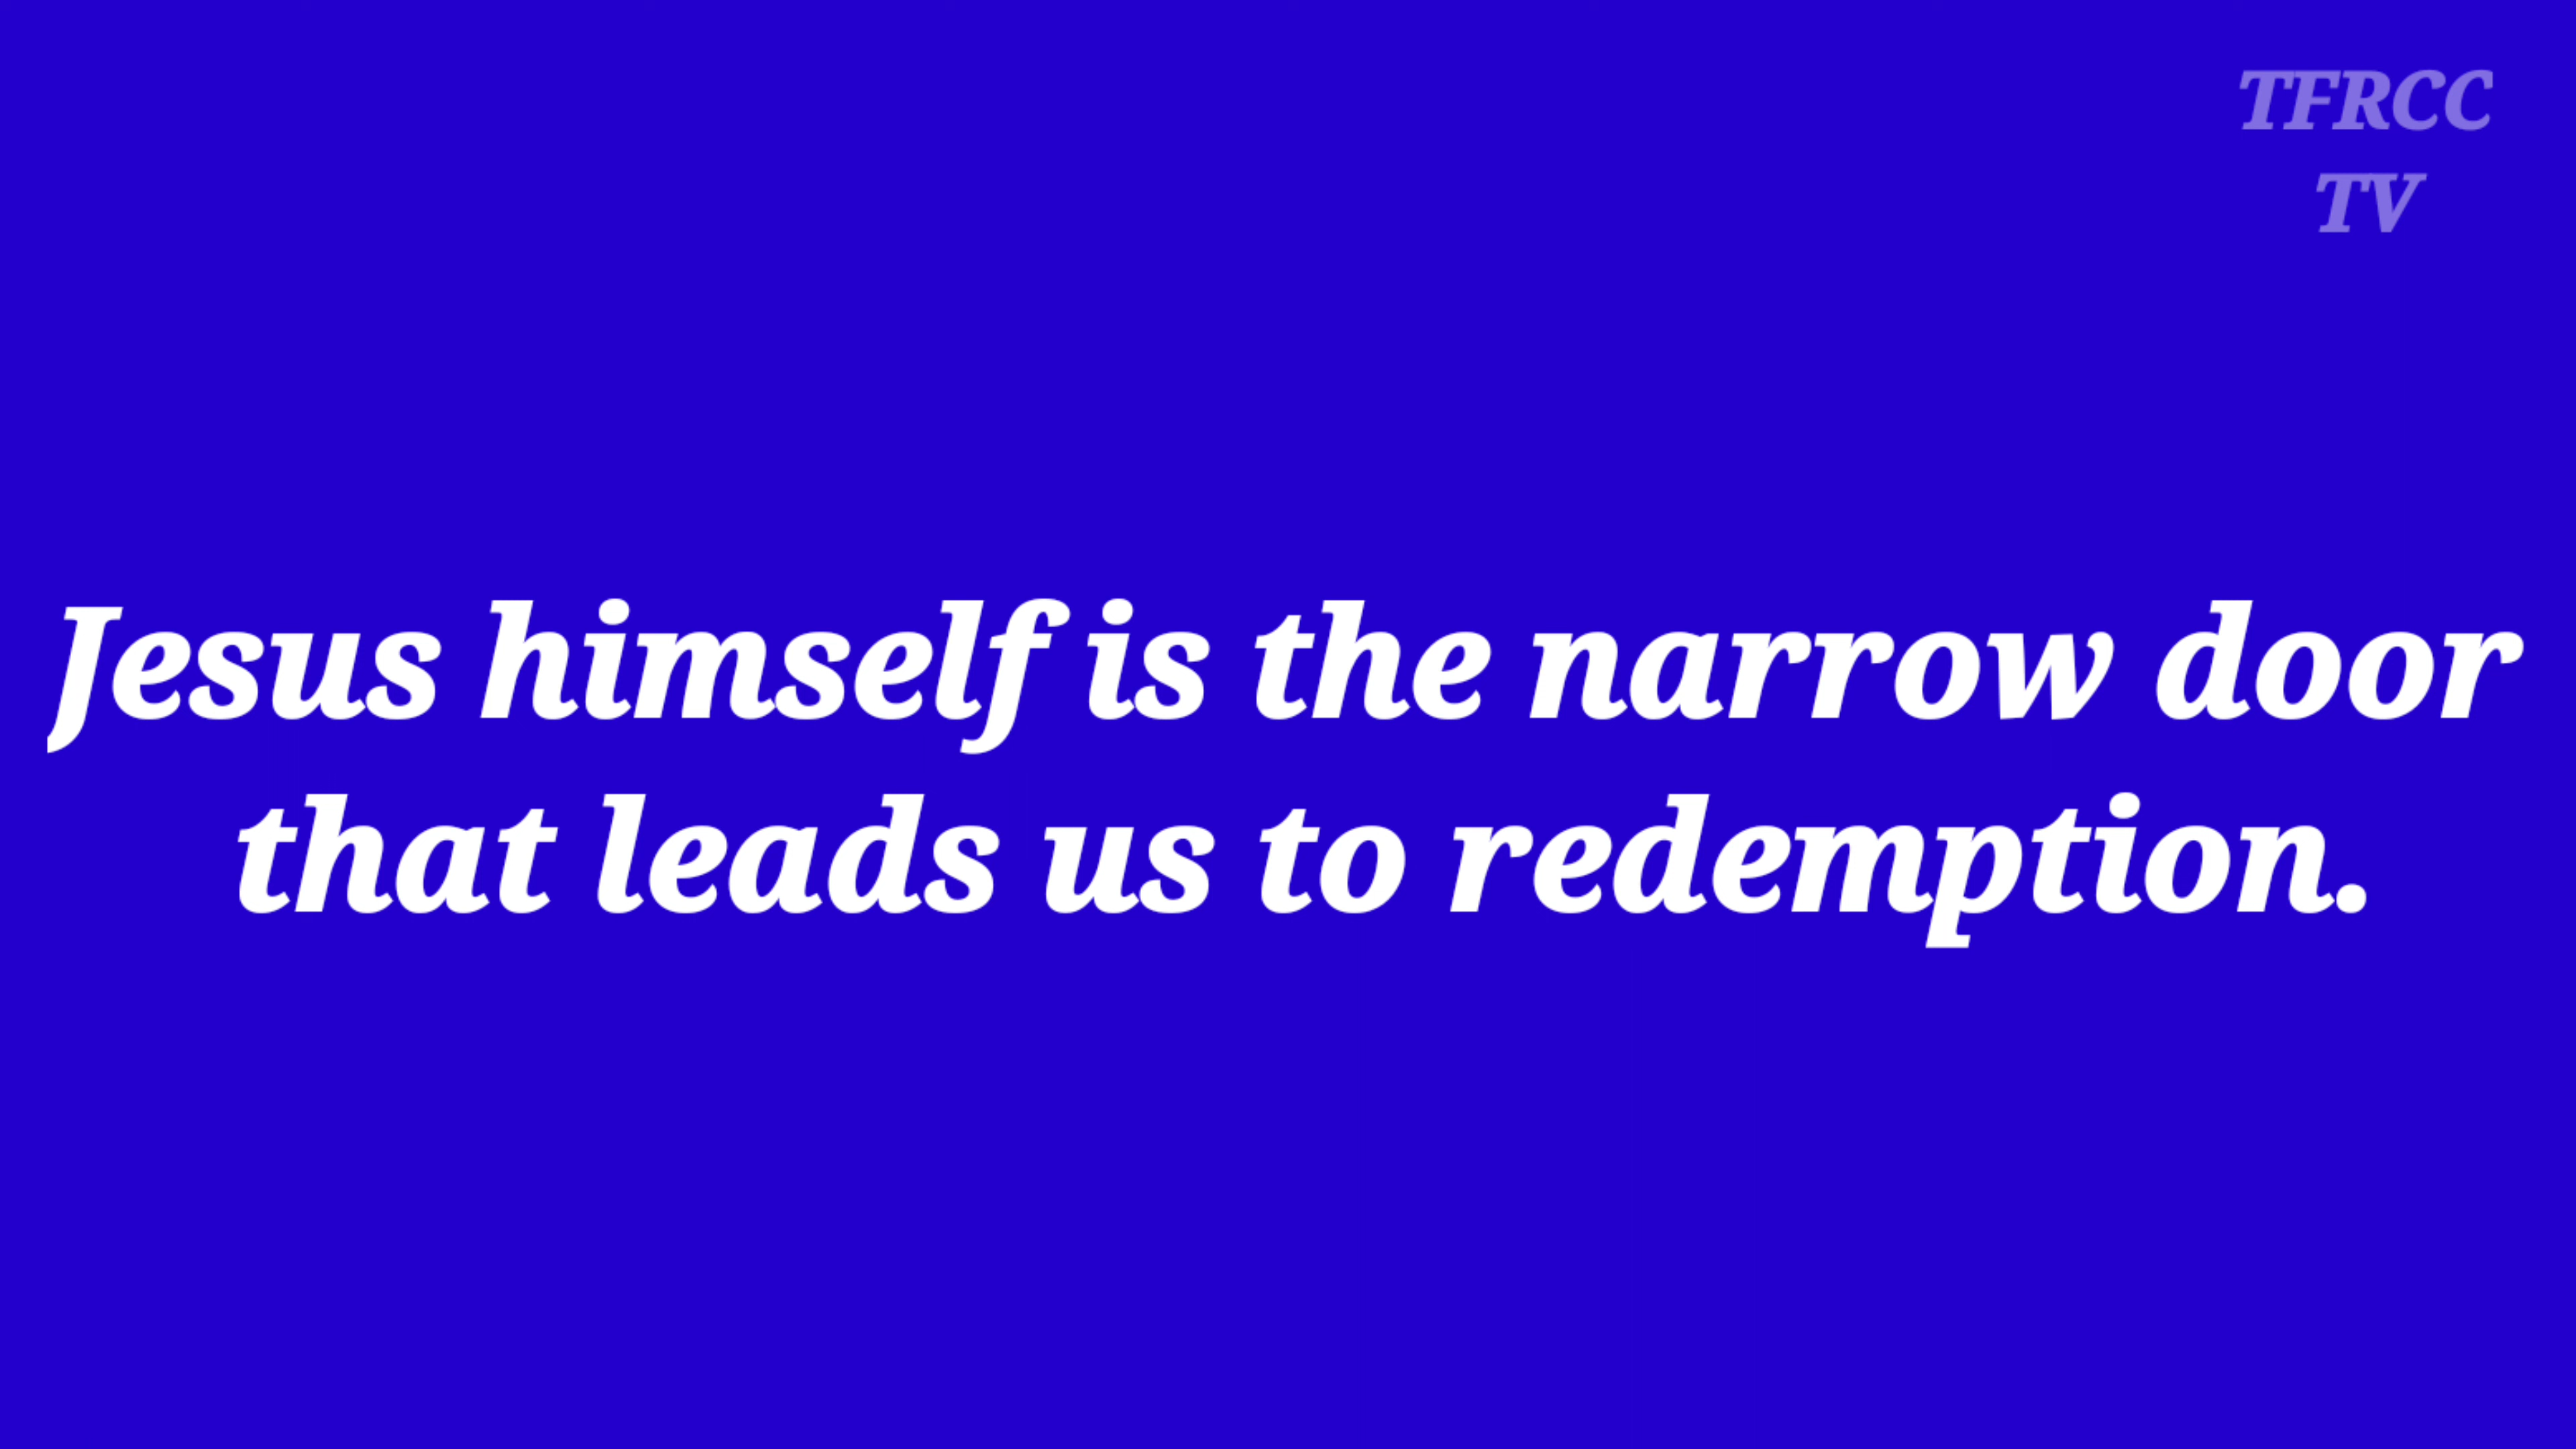 TFRCC
TV
Jesus himself is the narrow door
that leads us to redemption.